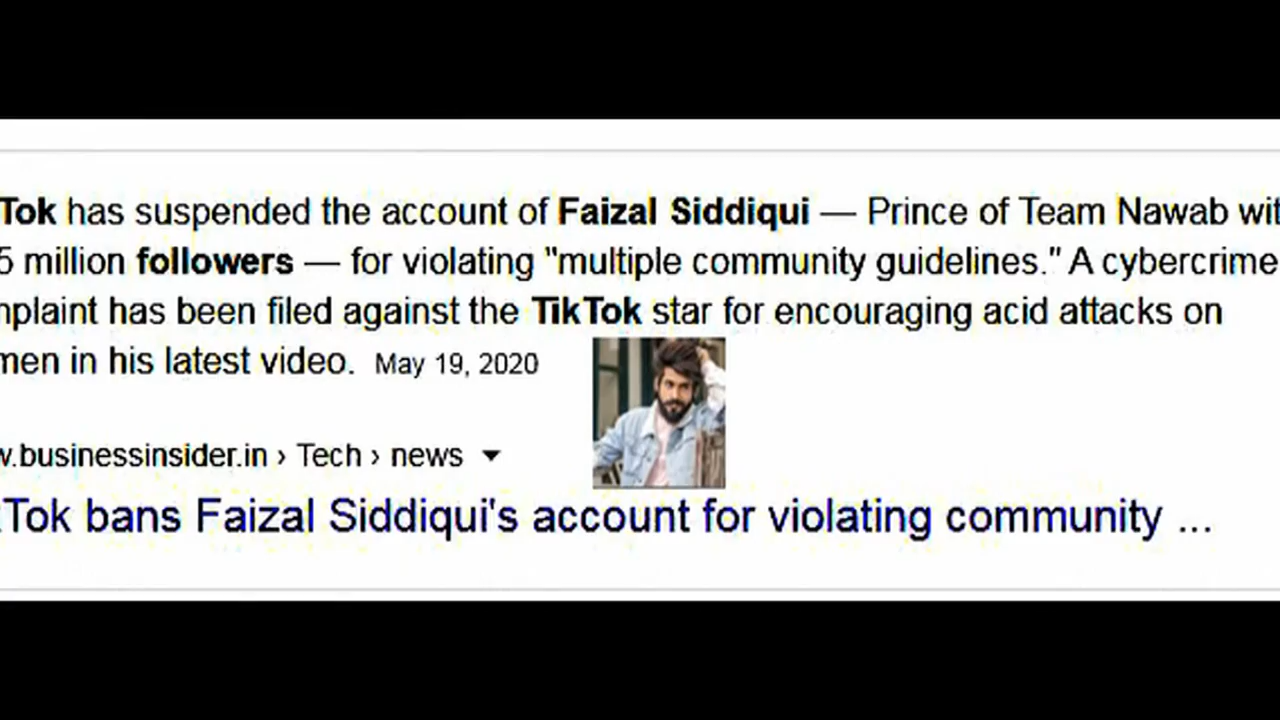 Tok has suspended the account of Faizal Siddiqui — Prince of Team Nawab wit
5 million followers — for violating "multiple community guidelines." A cybercrime
nplaint has been filed against the TikTok star for encouraging acid attacks on
men in his latest video. May 19, 2020
w.businessinsider.in › Tech › news
Tok bans Faizal Siddiqui's account for violating community ...